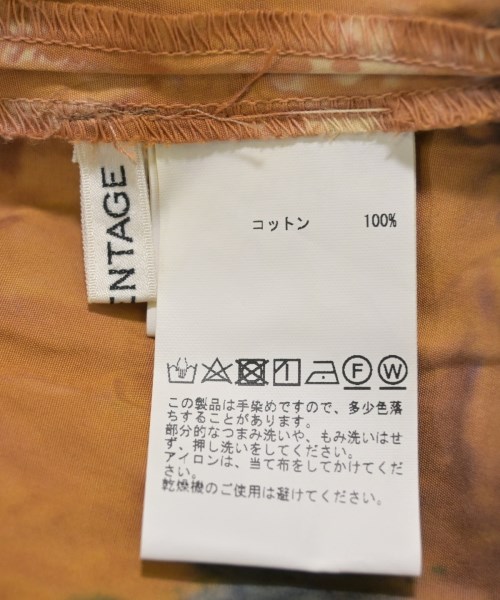 ENTAGE
コットン 100%
F W
この製品は手染めですので、多少色落
ちすることがあります。
部分的なつまみ洗いや、もみ洗いはせ
ず、押し洗いをしてください。
アイロンは、当て布をしてかけてくだ
さい。
乾燥機のご使用は避けてください。